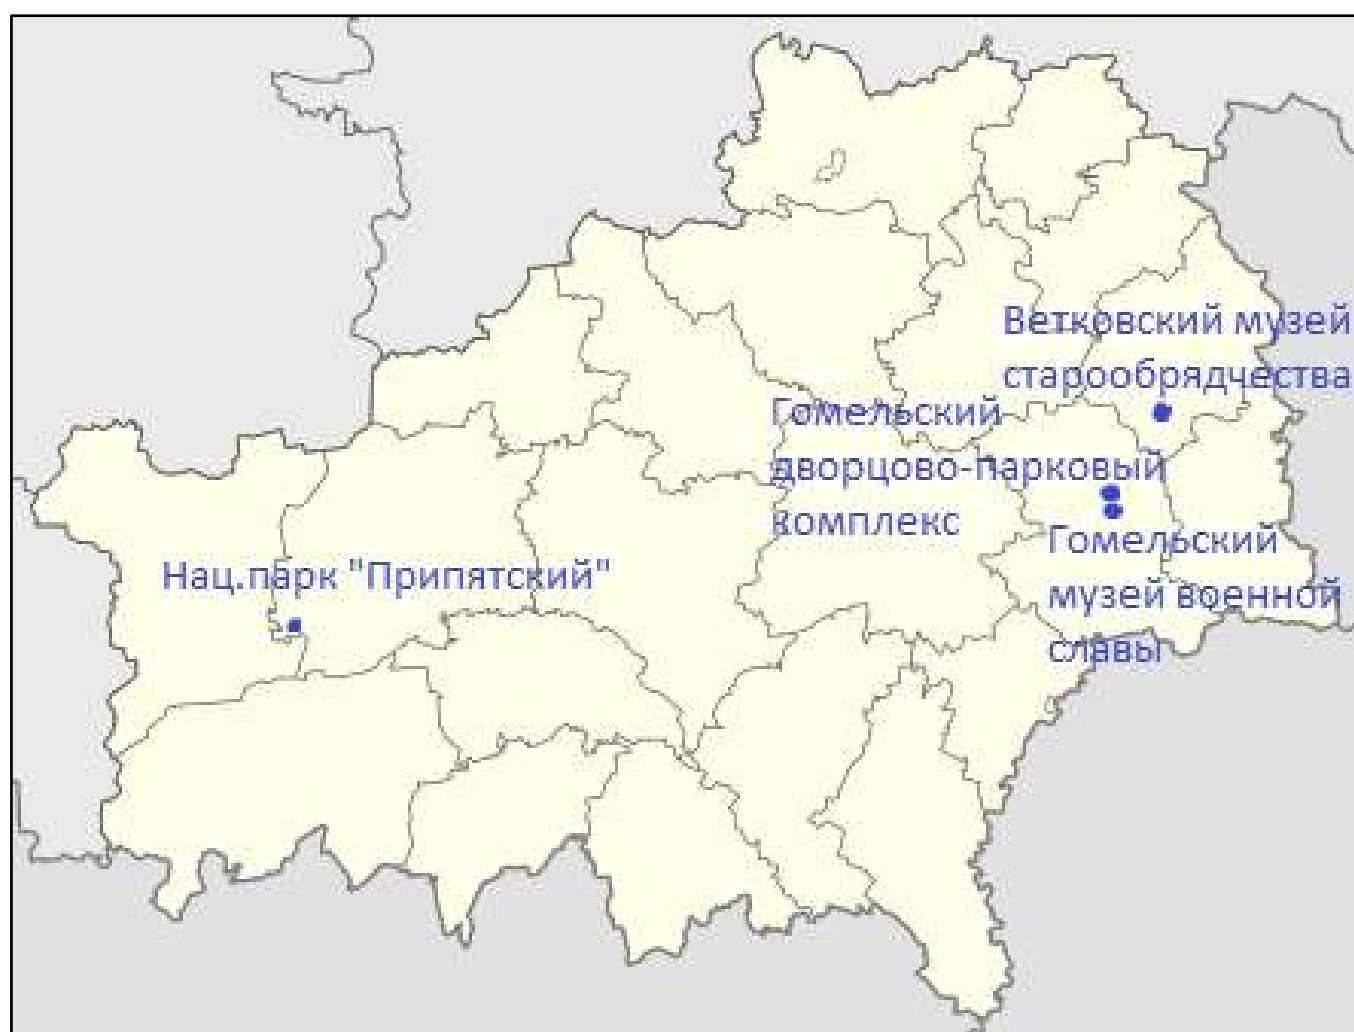 Ветковский музей
старообрядчества
Гомельский
дворцово-парковый
комплекс
Гомельский
музей военной
славы
Нац.парк "Припятский"